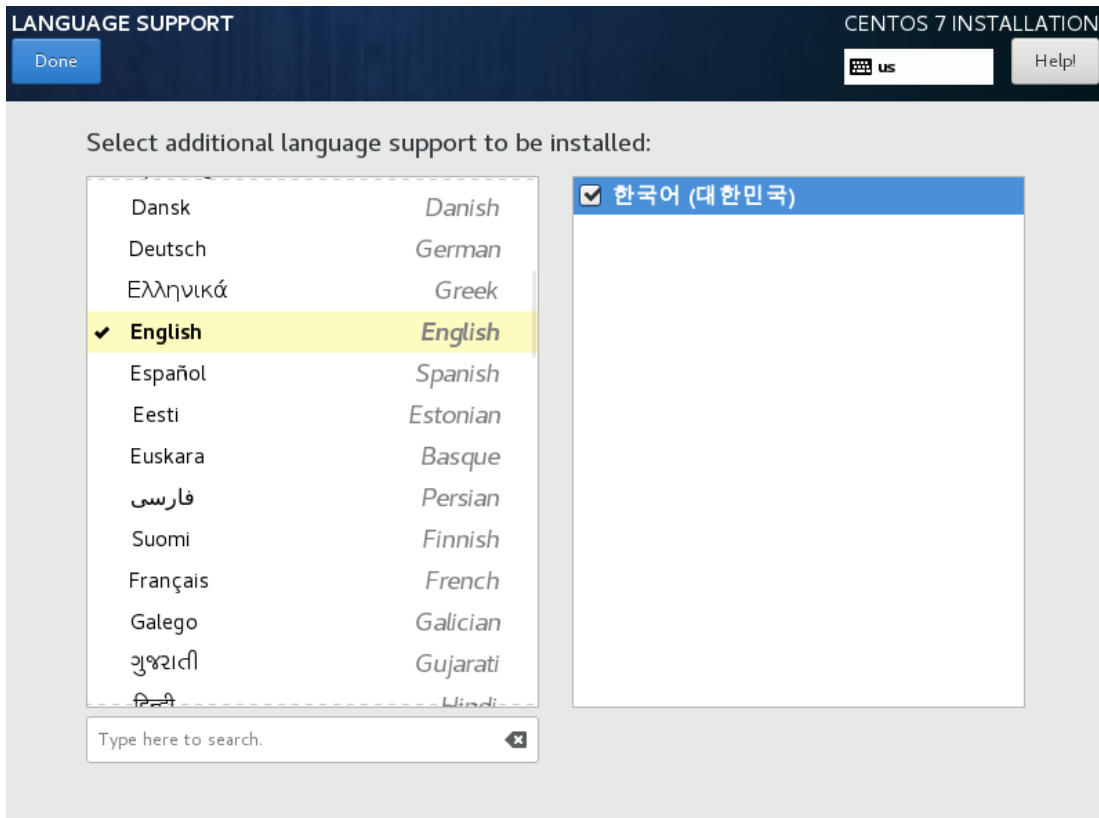 LANGUAGE SUPPORT
CENTOS 7 INSTALLATION
Done
us
Help!
Select additional language support to be installed:
Dansk Danish
Deutsch German
Ελληνικά Greek
English English
Español Spanish
Eesti Estonian
Euskara Basque
فارسی Persian
Suomi Finnish
Français French
Galego Galician
ગુજરાતી Gujarati
हिन्दी Hindi
한국어 (대한민국)
Type here to search.